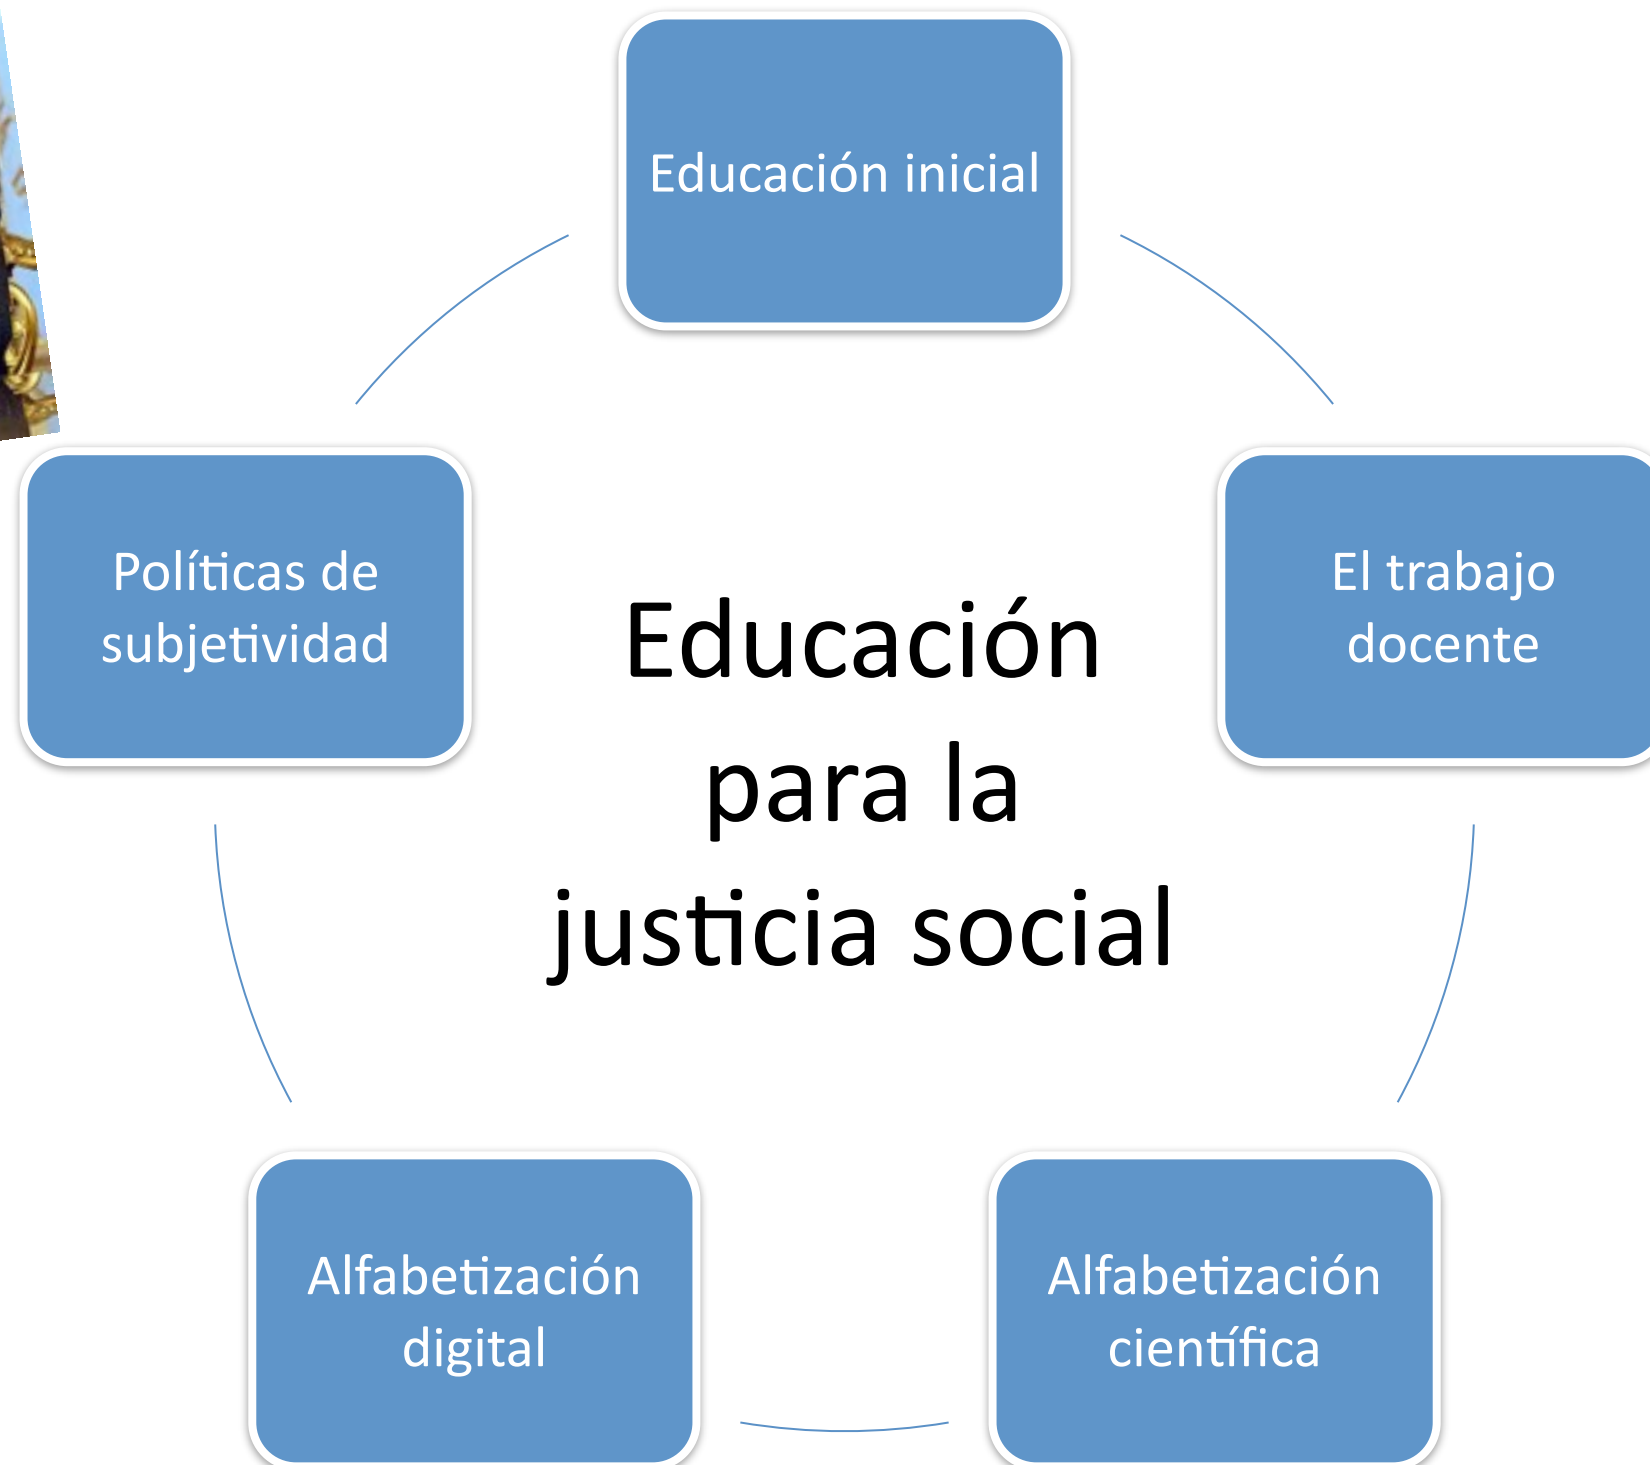 Educación inicial
El trabajo
docente
Alfabetización
científica
Alfabetización
digital
Políticas de
subjetividad
Educación
para la
justicia social